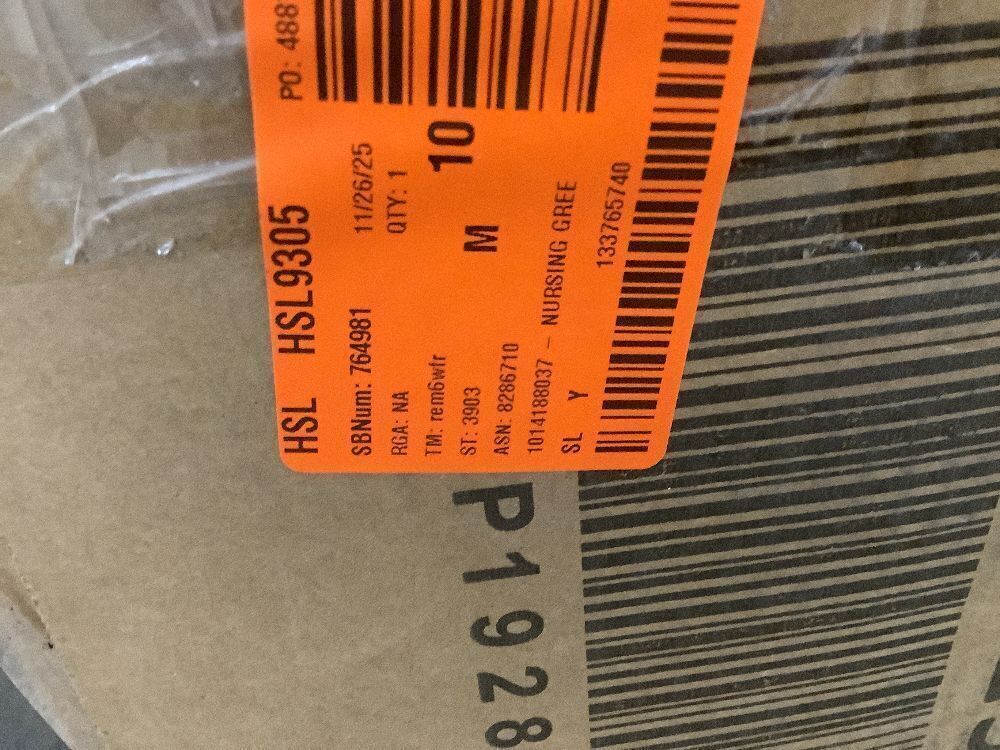 HSL HSL9305
SBNum: 764981 11/26/25 PO: 488
RGA: NA QTY: 1
TM: rem6wfr 10
ST: 3903 M
ASN: 8286710
1014188037 - NURSING GREE
SL Y 133765740
P1928